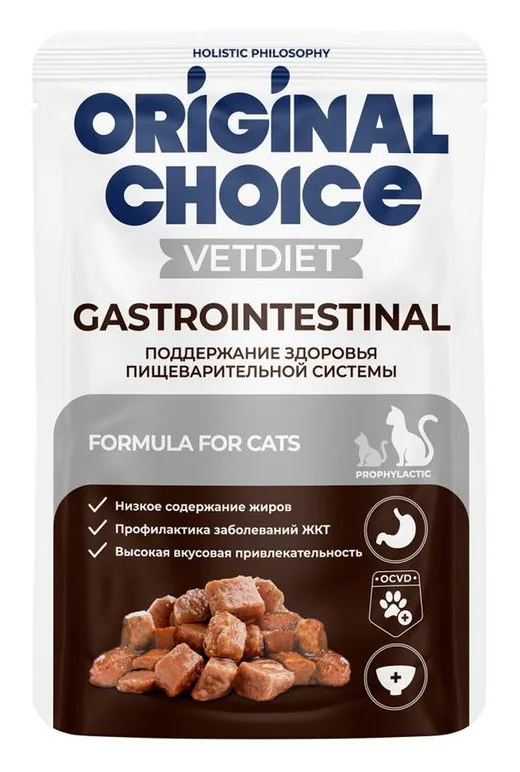 HOLISTIC PHILOSOPHY
ORIGINAL
CHOICE
VETDIET
GASTROINTESTINAL
ПОДДЕРЖАНИЕ ЗДОРОВЬЯ
ПИЩЕВАРИТЕЛЬНОЙ СИСТЕМЫ
FORMULA FOR CATS
PROPHYLACTIC
Низкое содержание жиров
Профилактика заболеваний ЖКТ
Высокая вкусовая привлекательность
OCVD